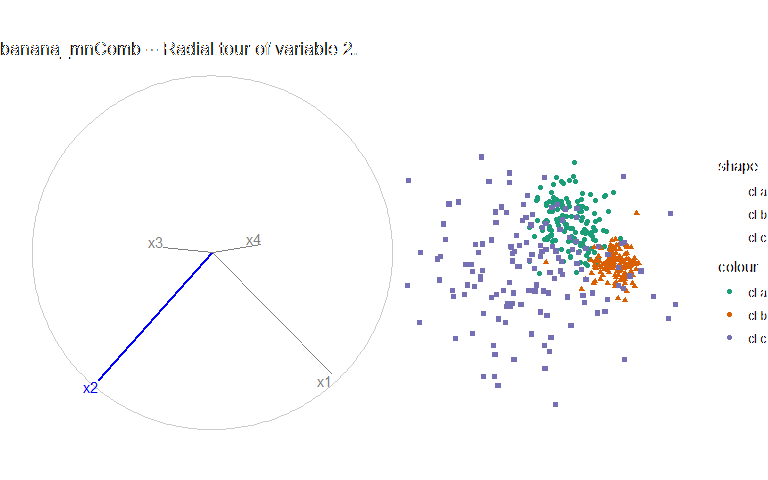 banana_mnComb -- Radial tour of variable 2.
x3
x4
x2
x1
shape
cl a
cl b
cl c
colour
cl a
cl b
cl c